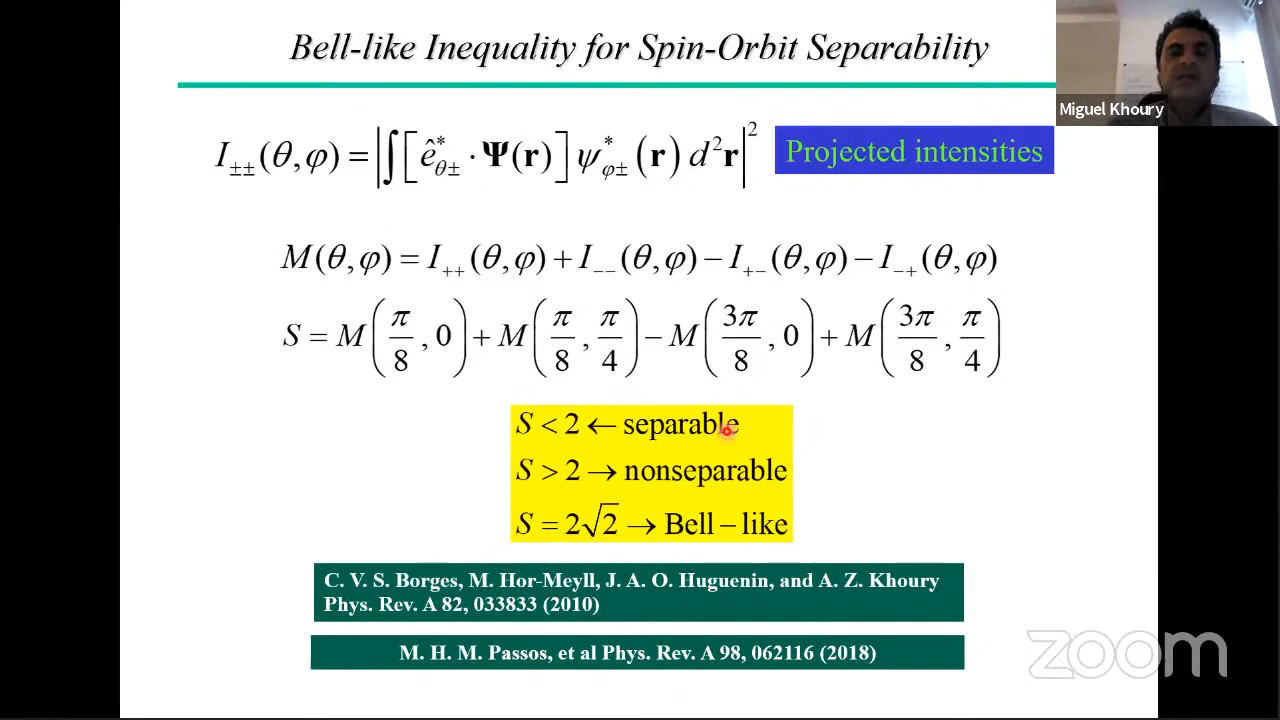 Bell-like Inequality for Spin-Orbit Separability
Miguel Khoury
I±±(θ,φ) = |∫[ê*θ± · Ψ(r)] ψ*φ±(r) d²r|²
Projected intensities
M(θ,φ) = I₊₊(θ,φ) + I₋₋(θ,φ) − I₊₋(θ,φ) − I₋₊(θ,φ)
S = M(π/8, 0) + M(π/8, π/4) − M(3π/8, 0) + M(3π/8, π/4)
S < 2 ← separable
S > 2 → nonseparable
S = 2√2 → Bell – like
C. V. S. Borges, M. Hor-Meyll, J. A. O. Huguenin, and A. Z. Khoury
Phys. Rev. A 82, 033833 (2010)
M. H. M. Passos, et al Phys. Rev. A 98, 062116 (2018)
zoom